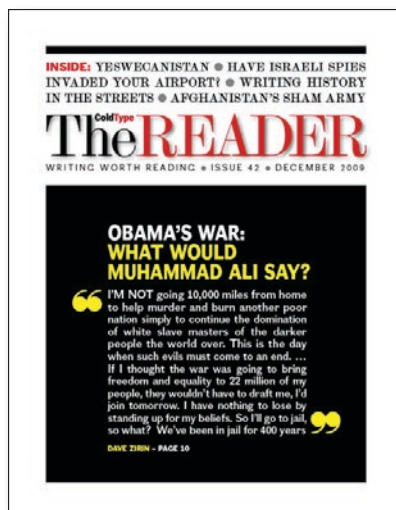 INSIDE: YESWECANISTAN ● HAVE ISRAELI SPIES
INVADED YOUR AIRPORT? ● WRITING HISTORY
IN THE STREETS ● AFGHANISTAN'S SHAM ARMY
ColdType
TheREADER
WRITING WORTH READING ● ISSUE 42 ● DECEMBER 2009
OBAMA'S WAR:
WHAT WOULD
MUHAMMAD ALI SAY?
“I'M NOT going 10,000 miles from home
to help murder and burn another poor
nation simply to continue the domination
of white slave masters of the darker
people the world over. This is the day
when such evils must come to an end. ...
If I thought the war was going to bring
freedom and equality to 22 million of my
people, they wouldn't have to draft me, I'd
join tomorrow. I have nothing to lose by
standing up for my beliefs. So I'll go to jail,
so what? We've been in jail for 400 years”
DAVE ZIRIN – PAGE 10